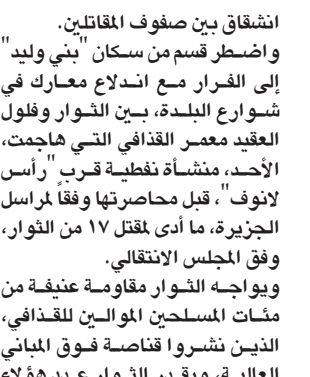 انشقاق بين صفوف المقاتلين.
واضطر قسم من سكان "بني وليد"
إلى الفرار مع اندلاع معارك في
شوارع البلدة، بين الثوار وفلول
العقيد معمر القذافي التي هاجمت،
الأحد، منشأة نفطية قرب "رأس
لانوف"، قبل محاصرتها وفقاً لمراسل
الجزيرة، ما أدى لمقتل ١٧ من الثوار،
وفق المجلس الانتقالي.
ويواجه الثوار مقاومة عنيفة من
مئات المسلحين الموالين للقذافي،
الذين نشروا قناصة فوق المباني